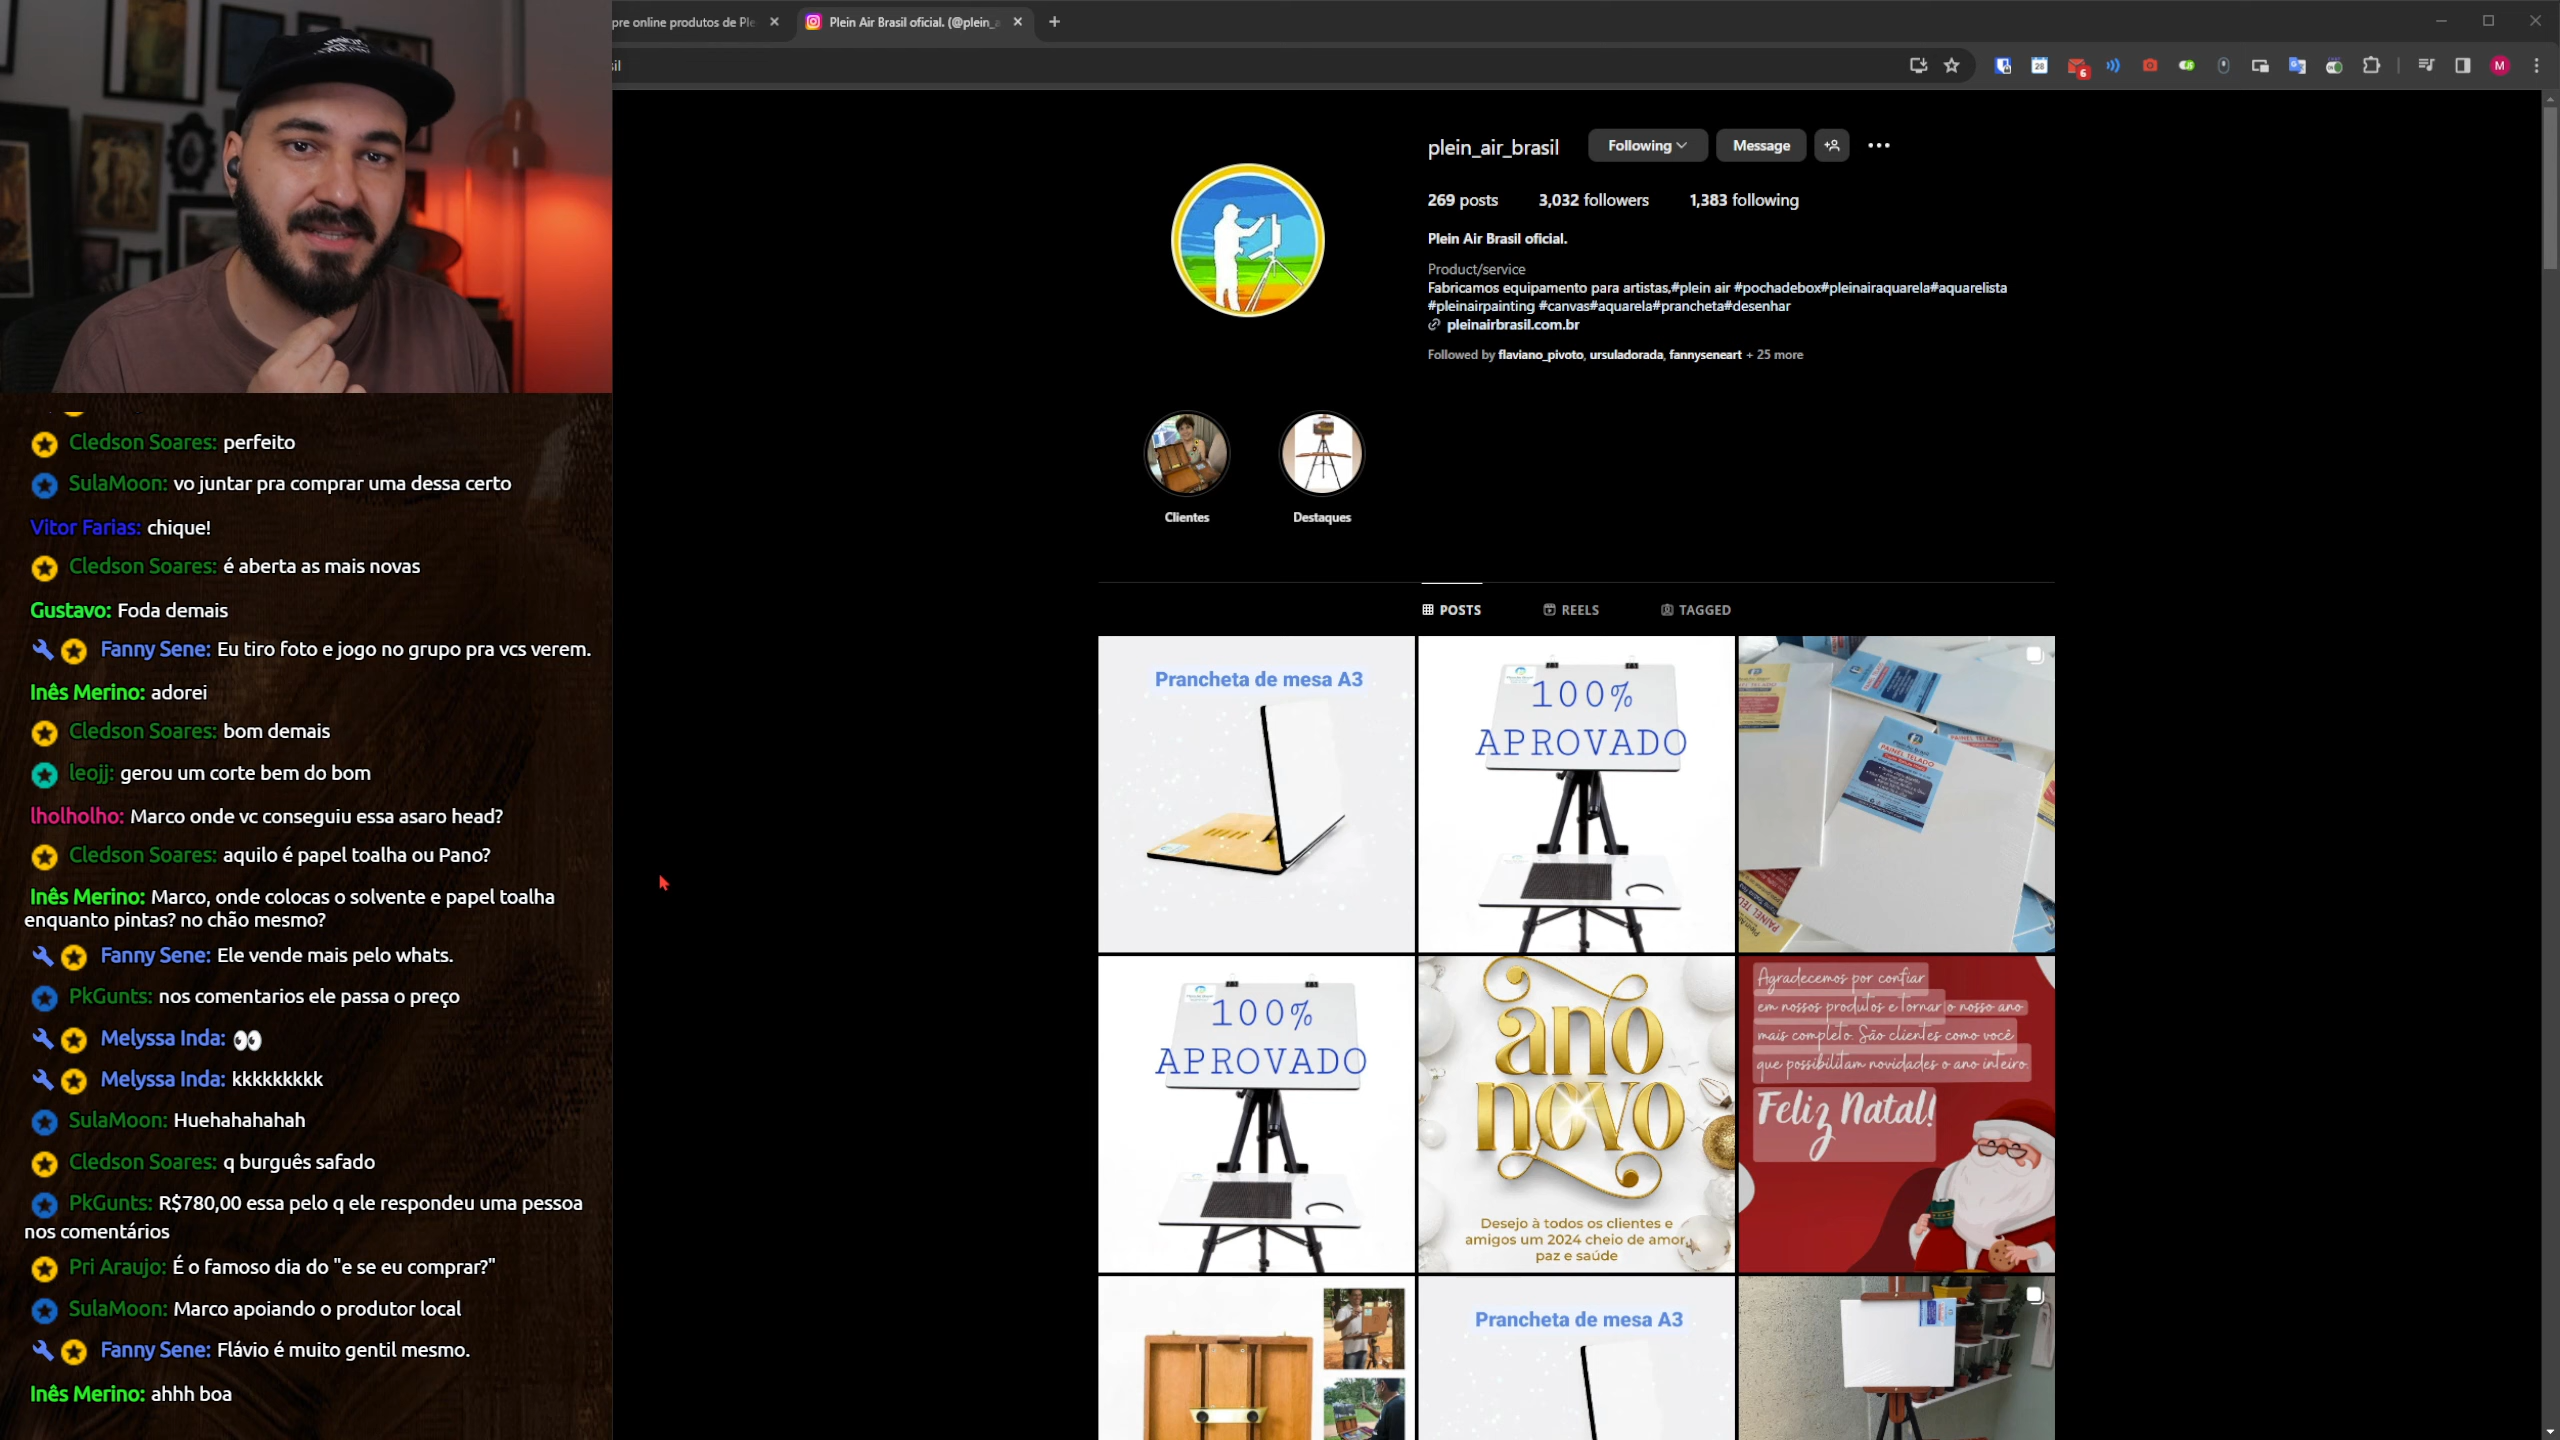 pre online produtos de Ple
Plein Air Brasil oficial. (@plein_a
sil
28
6
M
plein_air_brasil
Following
Message
269 posts
3,032 followers
1,383 following
Plein Air Brasil oficial.
Product/service
Fabricamos equipamento para artistas,#plein air #pochadebox#pleinairaquarela#aquarelista
#pleinairpainting #canvas#aquarela#prancheta#desenhar
pleinairbrasil.com.br
Followed by flaviano_pivoto, ursuladorada, fannyseneart + 25 more
Clientes
Destaques
POSTS
REELS
TAGGED
Prancheta de mesa A3
100%
APROVADO
PAINEL TELADO
100%
APROVADO
ano
novo
Desejo à todos os clientes e
amigos um 2024 cheio de amor,
paz e saúde
Agradecemos por confiar
em nossos produtos e tornar o nosso ano
mais completo. São clientes como você
que possibilitam novidades o ano inteiro.
Feliz Natal!
Prancheta de mesa A3
Cledson Soares: perfeito
SulaMoon: vo juntar pra comprar uma dessa certo
Vitor Farias: chique!
Cledson Soares: é aberta as mais novas
Gustavo: Foda demais
Fanny Sene: Eu tiro foto e jogo no grupo pra vcs verem.
Inês Merino: adorei
Cledson Soares: bom demais
leojj: gerou um corte bem do bom
lholholho: Marco onde vc conseguiu essa asaro head?
Cledson Soares: aquilo é papel toalha ou Pano?
Inês Merino: Marco, onde colocas o solvente e papel toalha
enquanto pintas? no chão mesmo?
Fanny Sene: Ele vende mais pelo whats.
PkGunts: nos comentarios ele passa o preço
Melyssa Inda: 👀
Melyssa Inda: kkkkkkkkk
SulaMoon: Huehahahahah
Cledson Soares: q burguês safado
PkGunts: R$780,00 essa pelo q ele respondeu uma pessoa
nos comentários
Pri Araujo: É o famoso dia do "e se eu comprar?"
SulaMoon: Marco apoiando o produtor local
Fanny Sene: Flávio é muito gentil mesmo.
Inês Merino: ahhh boa